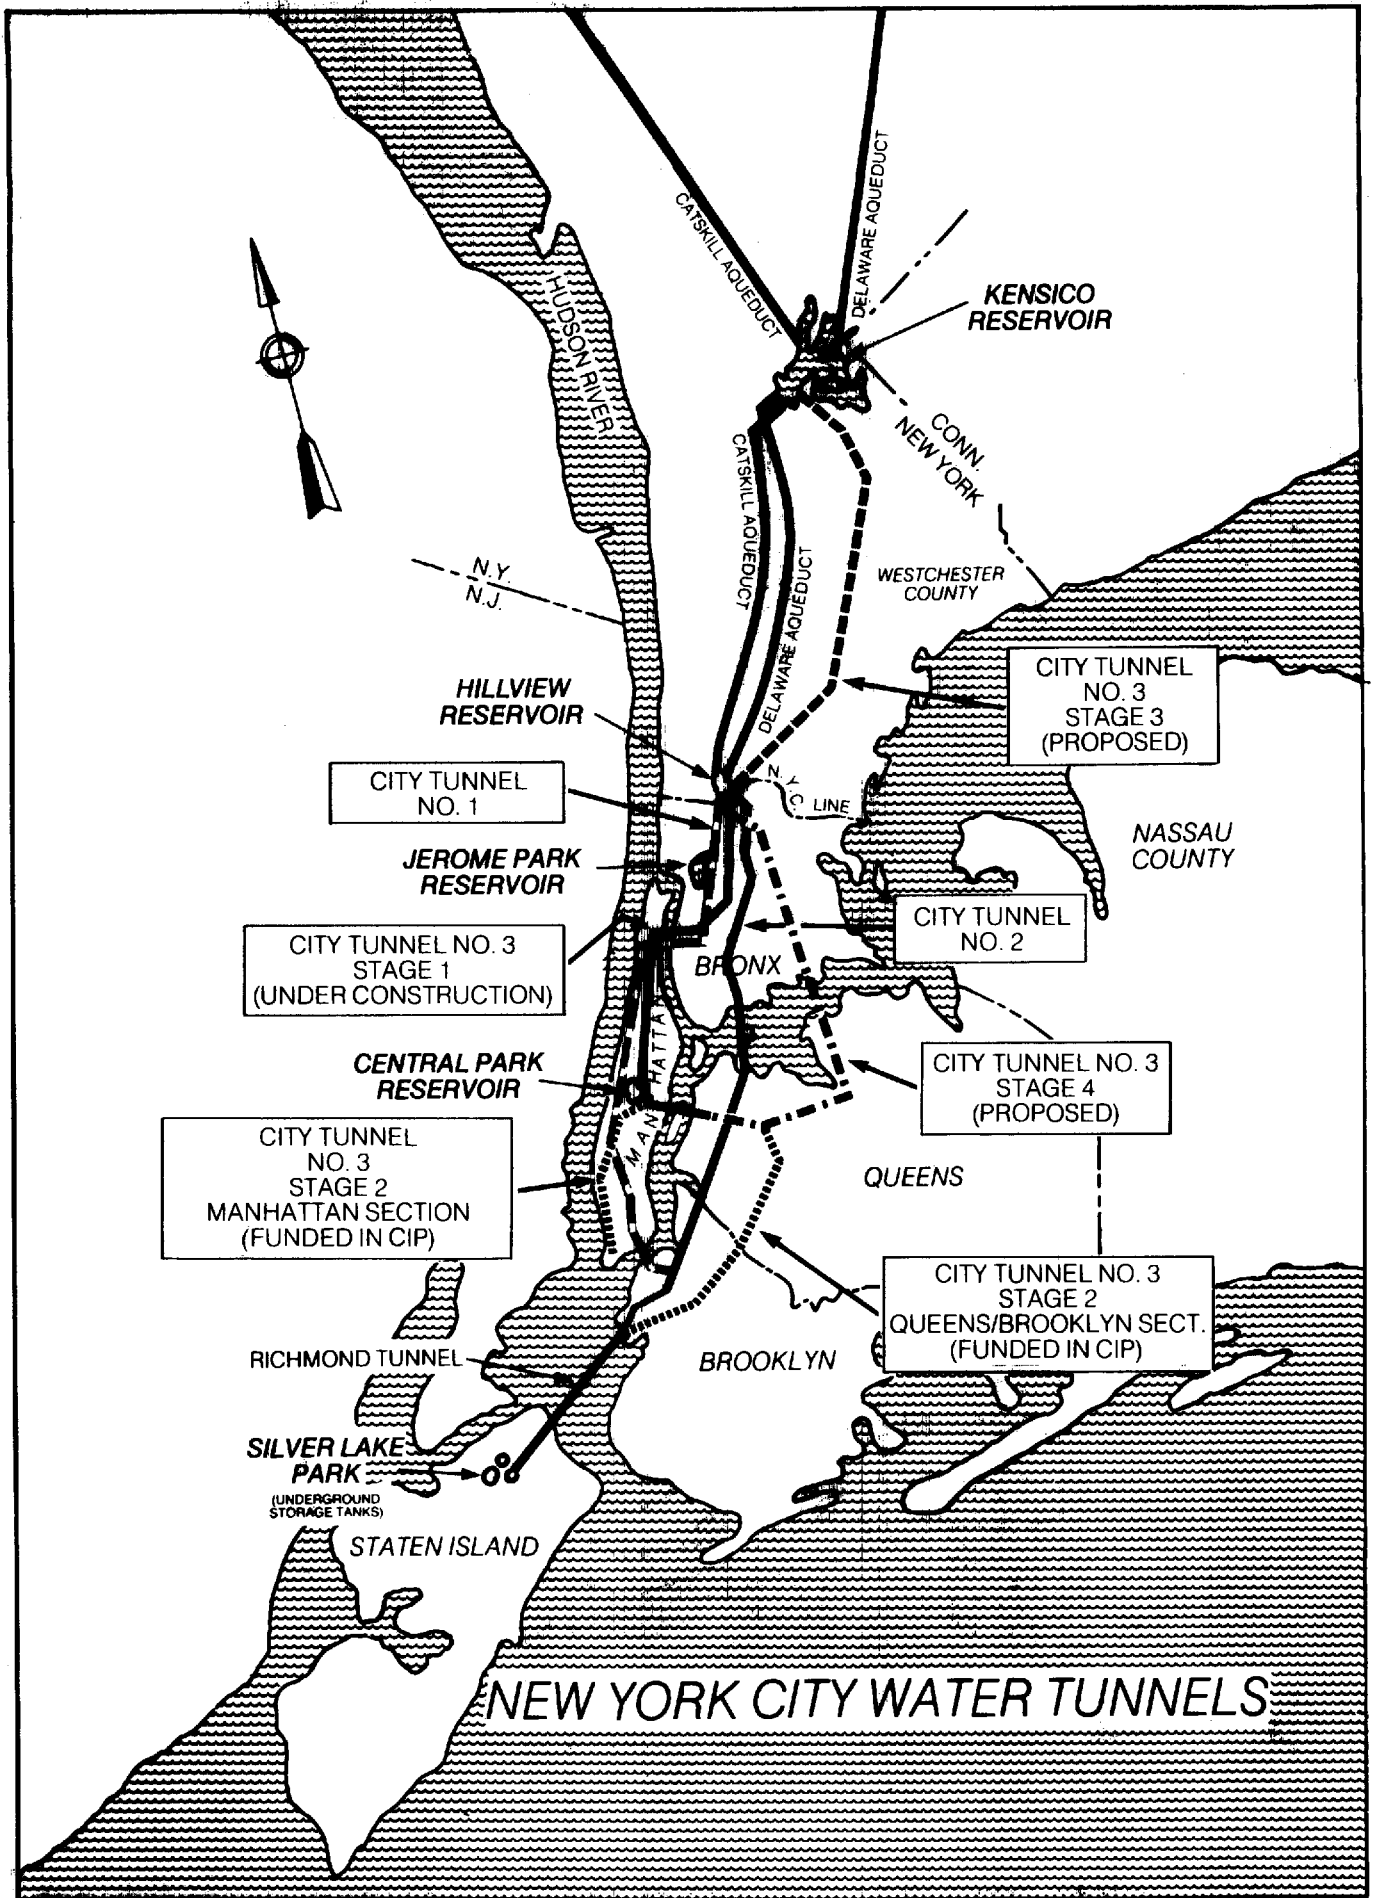 CATSKILL AQUEDUCT
DELAWARE AQUEDUCT
KENSICO
RESERVOIR
HUDSON RIVER
CONN.
NEW YORK
CATSKILL AQUEDUCT
DELAWARE AQUEDUCT
N.Y.
N.J.
WESTCHESTER
COUNTY
CITY TUNNEL
NO. 3
STAGE 3
(PROPOSED)
HILLVIEW
RESERVOIR
N.Y.C. LINE
CITY TUNNEL
NO. 1
NASSAU
COUNTY
JEROME PARK
RESERVOIR
CITY TUNNEL
NO. 2
CITY TUNNEL NO. 3
STAGE 1
(UNDER CONSTRUCTION)
BRONX
MANHATTAN
CENTRAL PARK
RESERVOIR
CITY TUNNEL NO. 3
STAGE 4
(PROPOSED)
CITY TUNNEL
NO. 3
STAGE 2
MANHATTAN SECTION
(FUNDED IN CIP)
QUEENS
CITY TUNNEL NO. 3
STAGE 2
QUEENS/BROOKLYN SECT.
(FUNDED IN CIP)
RICHMOND TUNNEL
BROOKLYN
SILVER LAKE
PARK
(UNDERGROUND
STORAGE TANKS)
STATEN ISLAND
NEW YORK CITY WATER TUNNELS